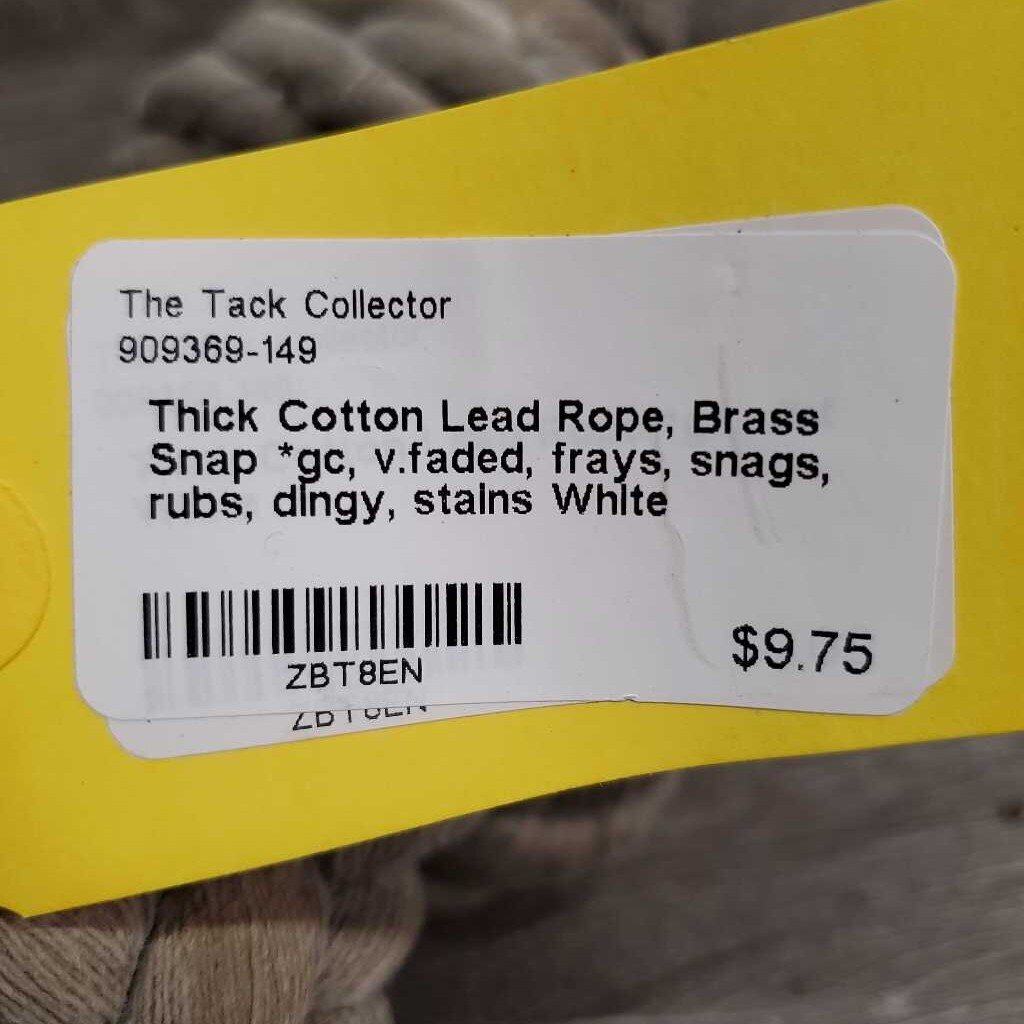 The Tack Collector
909369-149
Thick Cotton Lead Rope, Brass
Snap *gc, v.faded, frays, snags,
rubs, dingy, stains White
ZBT8EN
$9.75
ZBT8EN